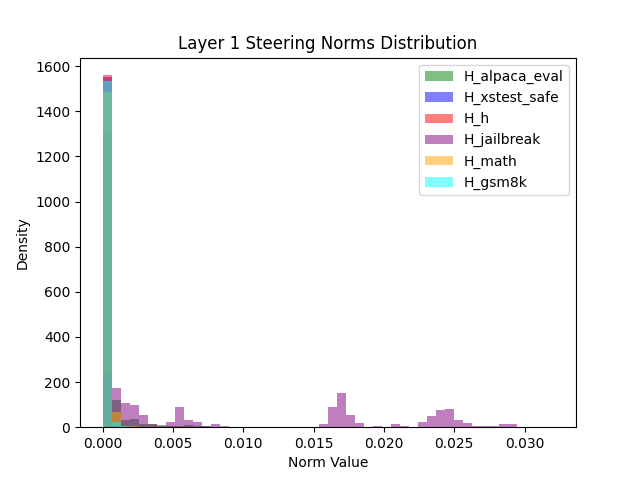 Layer 1 Steering Norms Distribution
1600
1400
1200
1000
800
600
400
200
0
Density
H_alpaca_eval
H_xstest_safe
H_h
H_jailbreak
H_math
H_gsm8k
0.000 0.005 0.010 0.015 0.020 0.025 0.030
Norm Value